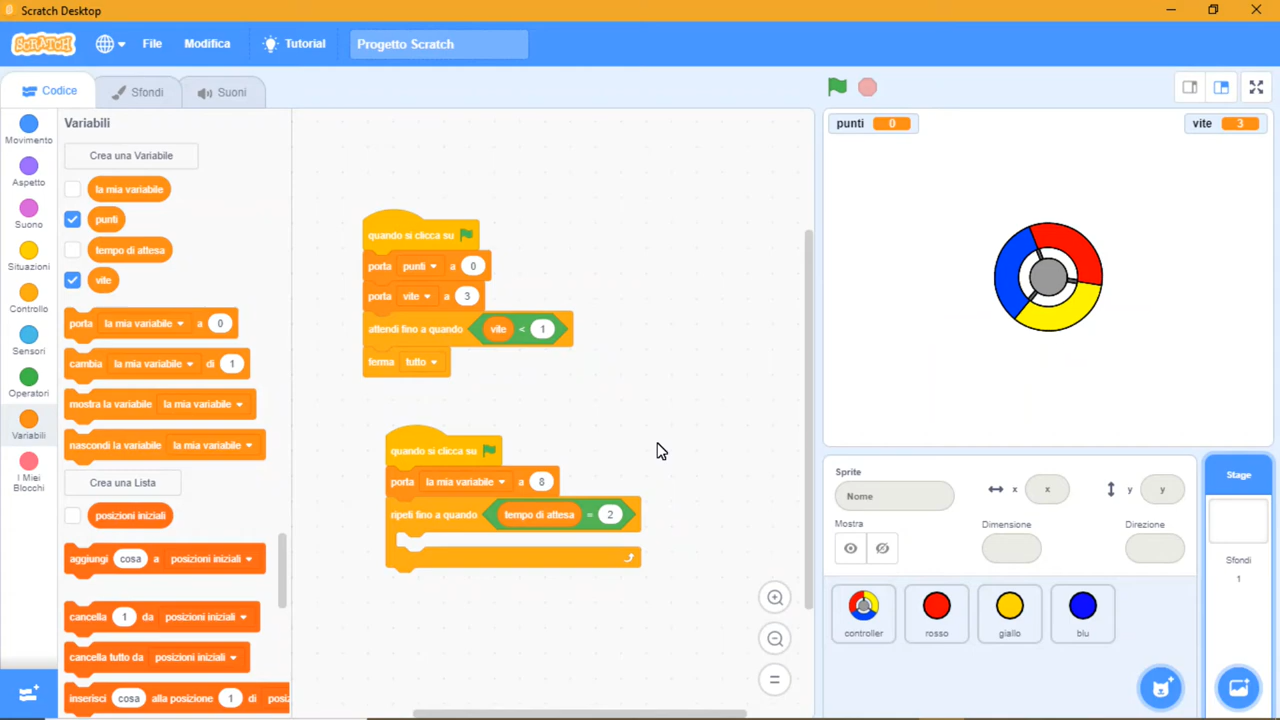 Scratch Desktop
SCRATCH
File
Modifica
Tutorial
Progetto Scratch
Codice
Sfondi
Suoni
Movimento
Aspetto
Suono
Situazioni
Controllo
Sensori
Operatori
Variabili
I Miei
Blocchi
Variabili
Crea una Variabile
la mia variabile
punti
tempo di attesa
vite
porta la mia variabile a 0
cambia la mia variabile di 1
mostra la variabile la mia variabile
nascondi la variabile la mia variabile
Crea una Lista
posizioni iniziali
aggiungi cosa a posizioni iniziali
cancella 1 da posizioni iniziali
cancella tutto da posizioni iniziali
inserisci cosa alla posizione 1 di
quando si clicca su
porta punti a 0
porta vite a 3
attendi fino a quando vite < 1
ferma tutto
quando si clicca su
porta la mia variabile a 8
ripeti fino a quando tempo di attesa = 2
punti 0
vite 3
Sprite
Nome
x x
y y
Mostra
Dimensione
Direzione
controller
rosso
giallo
blu
Stage
Sfondi
1